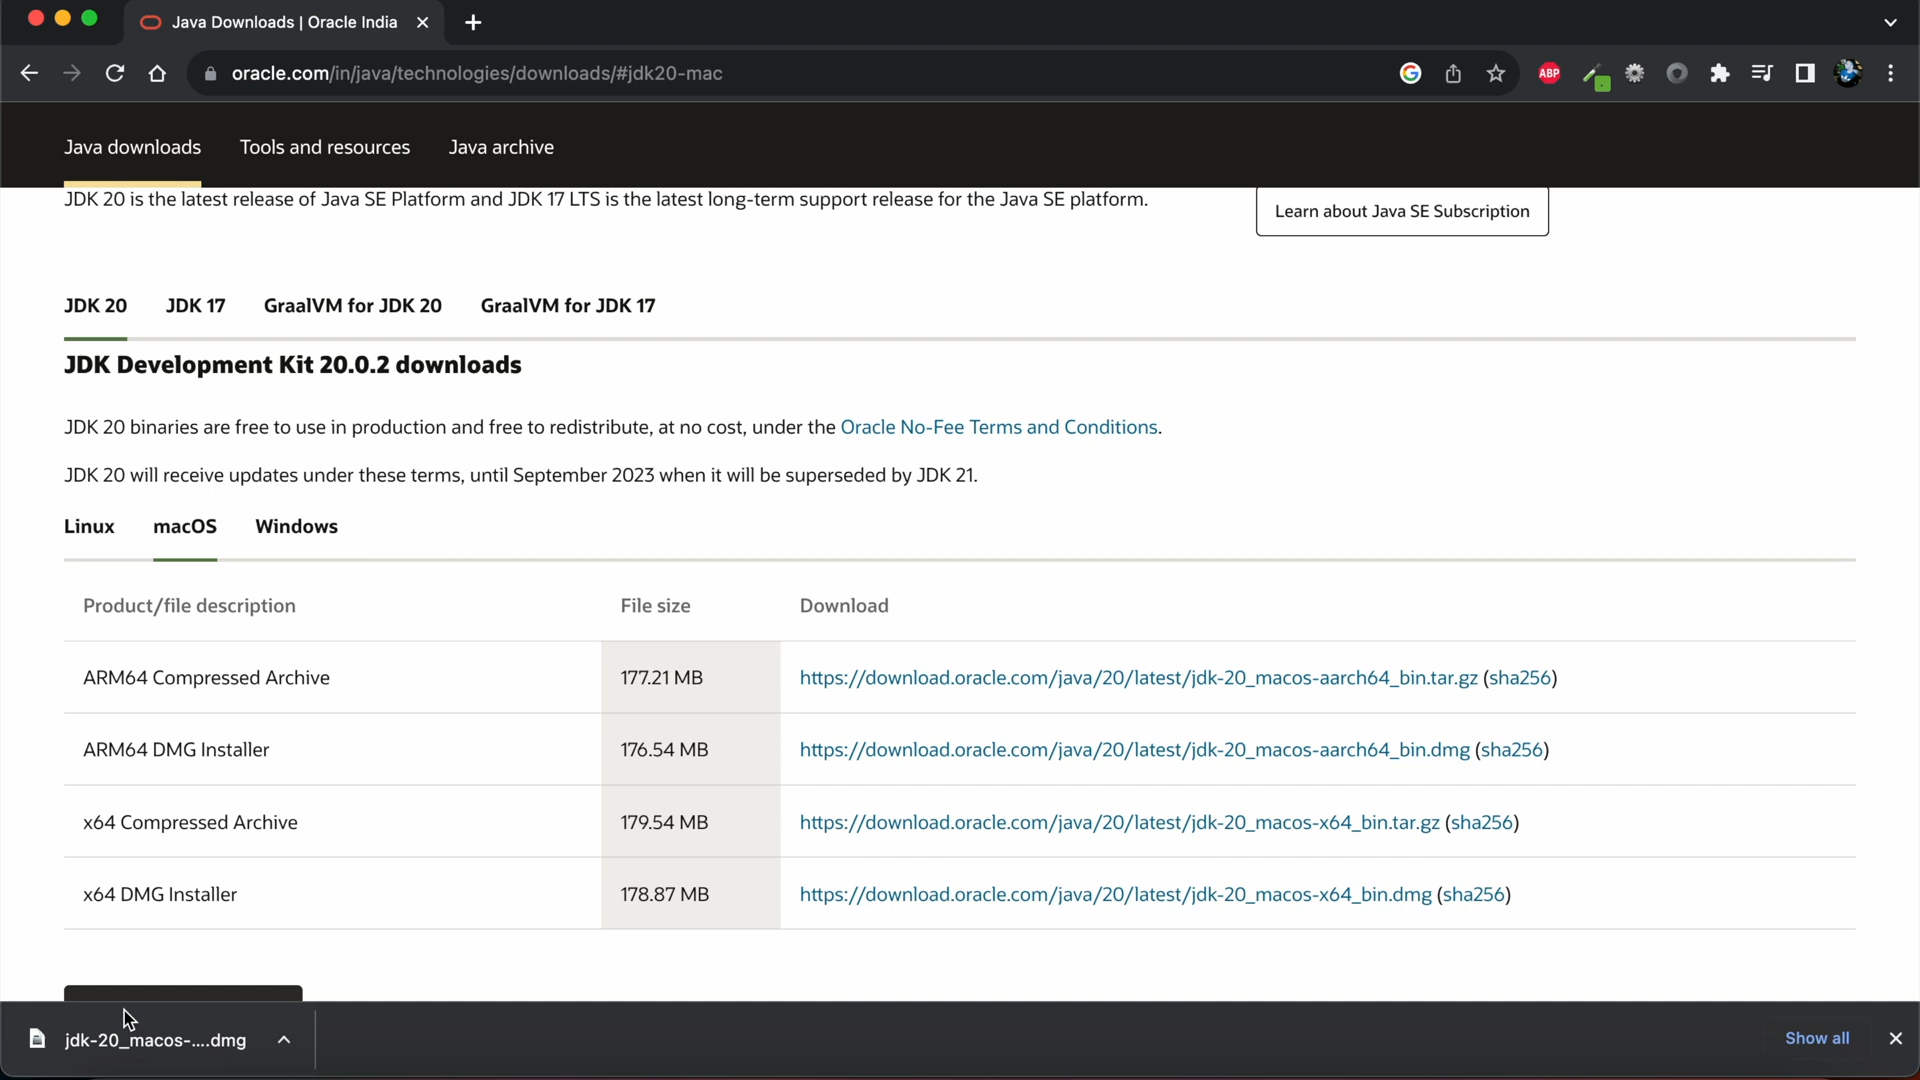 Java Downloads | Oracle India
oracle.com/in/java/technologies/downloads/#jdk20-mac
ABP
Java downloads Tools and resources Java archive
JDK 20 is the latest release of Java SE Platform and JDK 17 LTS is the latest long-term support release for the Java SE platform.
Learn about Java SE Subscription
JDK 20 JDK 17 GraalVM for JDK 20 GraalVM for JDK 17
JDK Development Kit 20.0.2 downloads
JDK 20 binaries are free to use in production and free to redistribute, at no cost, under the Oracle No-Fee Terms and Conditions.
JDK 20 will receive updates under these terms, until September 2023 when it will be superseded by JDK 21.
Linux macOS Windows
Product/file description File size Download
ARM64 Compressed Archive 177.21 MB https://download.oracle.com/java/20/latest/jdk-20_macos-aarch64_bin.tar.gz (sha256)
ARM64 DMG Installer 176.54 MB https://download.oracle.com/java/20/latest/jdk-20_macos-aarch64_bin.dmg (sha256)
x64 Compressed Archive 179.54 MB https://download.oracle.com/java/20/latest/jdk-20_macos-x64_bin.tar.gz (sha256)
x64 DMG Installer 178.87 MB https://download.oracle.com/java/20/latest/jdk-20_macos-x64_bin.dmg (sha256)
jdk-20_macos-....dmg
Show all